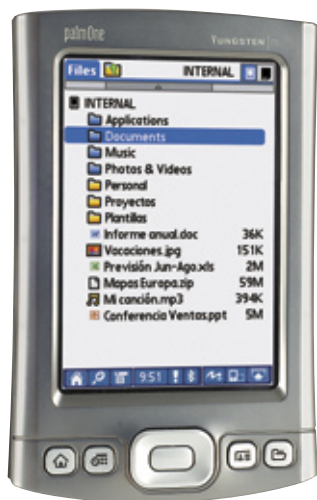 palmOne
TUNGSTEN
Files INTERNAL
INTERNAL
Applications
Documents
Music
Photos & Videos
Personal
Proyectos
Plantillas
Informe anual.doc 36K
Vacaciones.jpg 151K
Previsión Jun-Ago.xls 2M
Mapas Europa.zip 59M
Mi canción.mp3 394K
Conferencia Ventas.ppt 5M
9:51